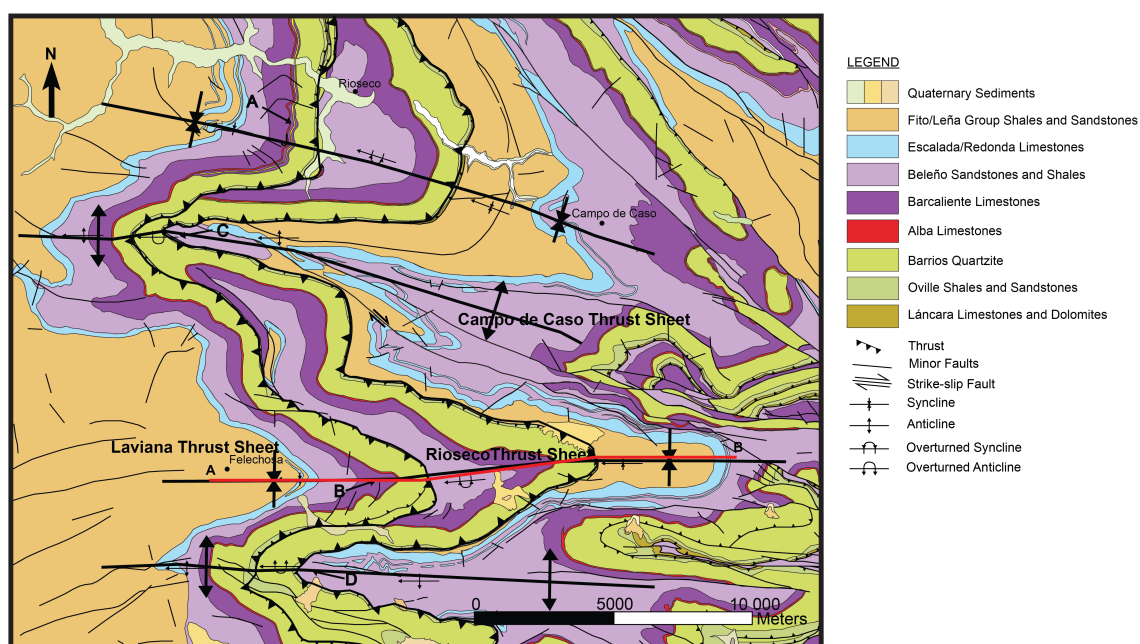 N
Rioseco
A
Campo de Caso
C
Campo de Caso Thrust Sheet
Laviana Thrust Sheet
Felechosa
A
RiosecoThrust Sheet
B
B
D
0
5000
10 000
Meters
LEGEND
Quaternary Sediments
Fito/Leña Group Shales and Sandstones
Escalada/Redonda Limestones
Beleño Sandstones and Shales
Barcaliente Limestones
Alba Limestones
Barrios Quartzite
Oville Shales and Sandstones
Láncara Limestones and Dolomites
Thrust
Minor Faults
Strike-slip Fault
Syncline
Anticline
Overturned Syncline
Overturned Anticline